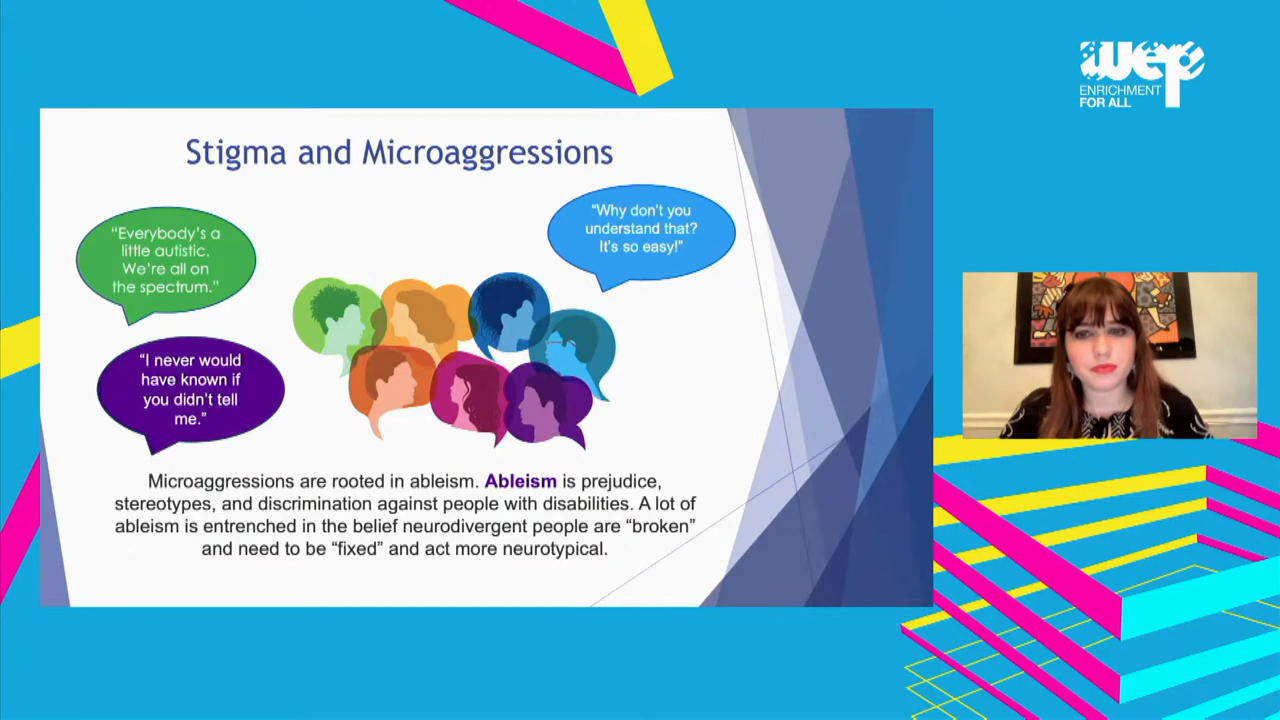 wep
ENRICHMENT
FOR ALL
Stigma and Microaggressions
“Everybody’s a
little autistic.
We’re all on
the spectrum.”
“Why don’t you
understand that?
It’s so easy!”
“I never would
have known if
you didn’t tell
me.”
Microaggressions are rooted in ableism. Ableism is prejudice,
stereotypes, and discrimination against people with disabilities. A lot of
ableism is entrenched in the belief neurodivergent people are “broken”
and need to be “fixed” and act more neurotypical.